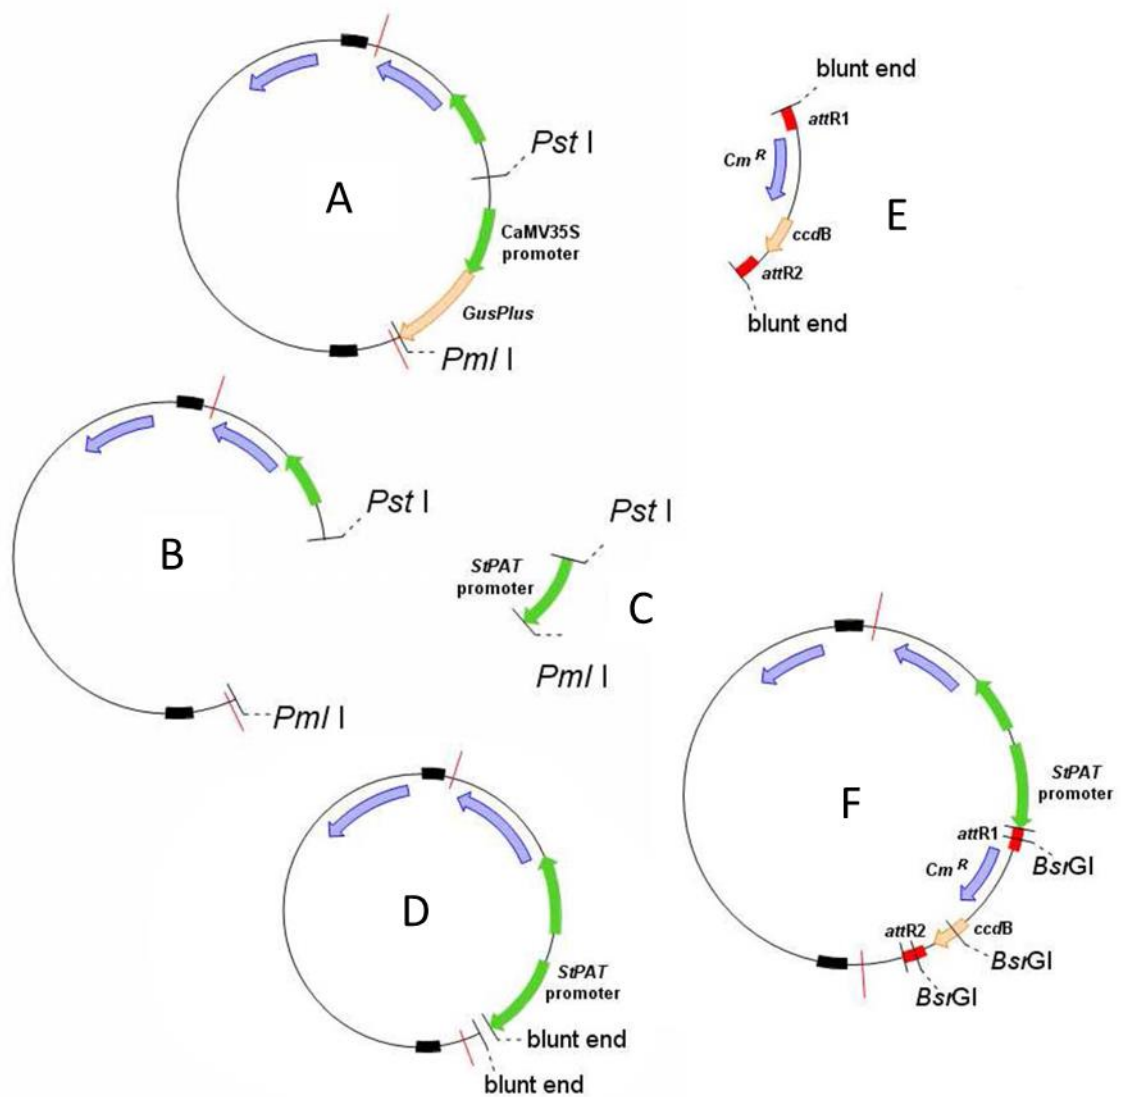 A
Pst I
CaMV35S
promoter
GusPlus
Pml I
blunt end
attR1
Cm R
E
ccdB
attR2
blunt end
B
Pst I
Pml I
Pst I
StPAT
promoter
C
Pml I
D
StPAT
promoter
blunt end
blunt end
F
StPAT
promoter
attR1
BsrGI
Cm R
ccdB
attR2
BsrGI
BsrGI